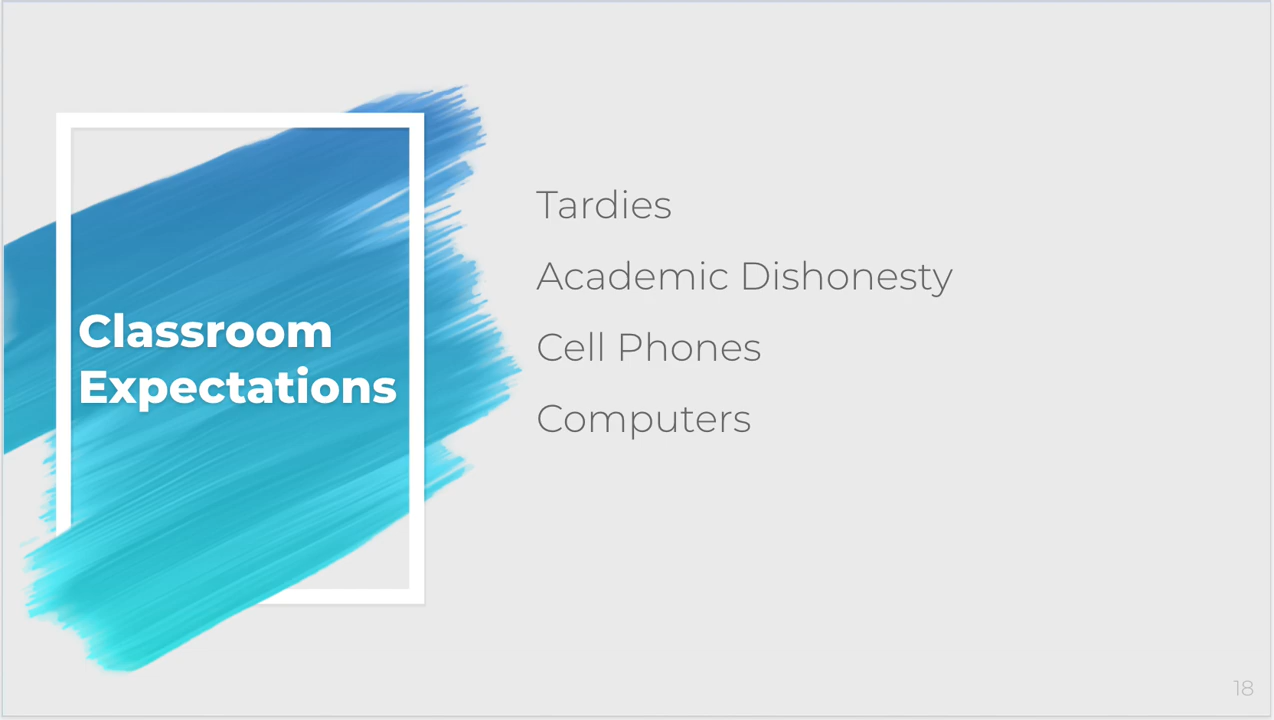 Classroom
Expectations
Tardies
Academic Dishonesty
Cell Phones
Computers
18